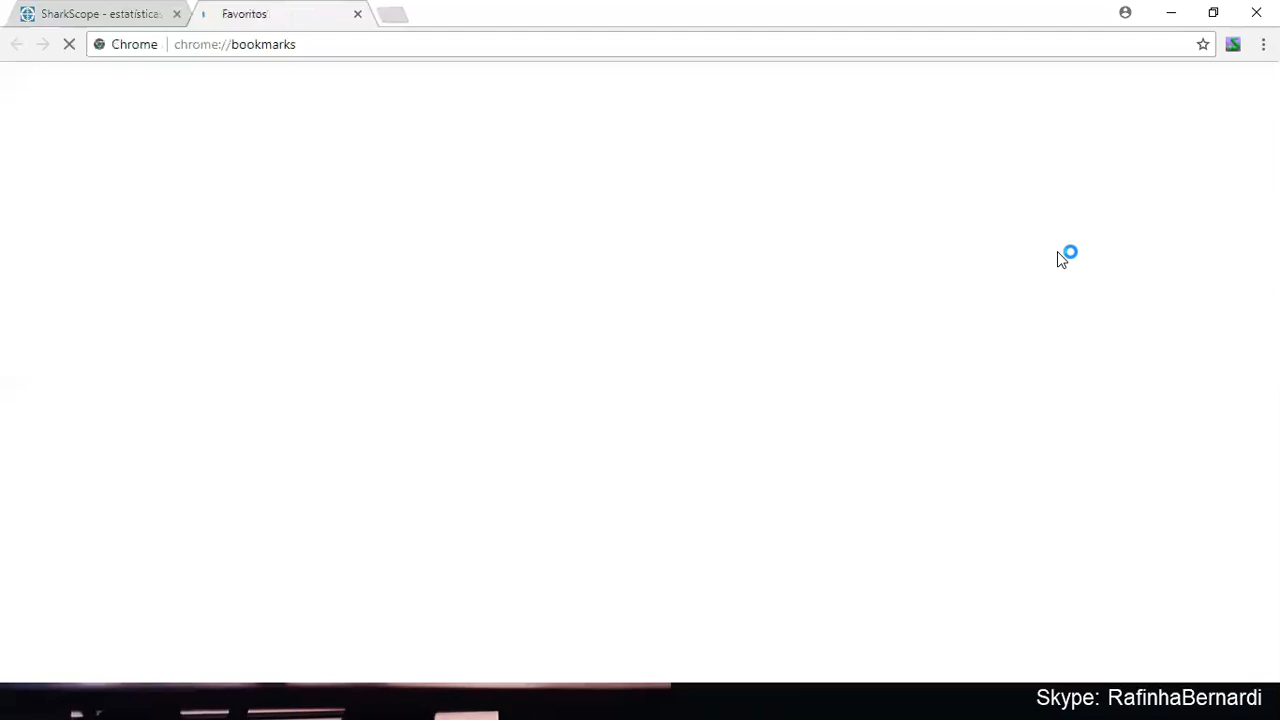 SharkScope - estatística
Favoritos
Chrome
chrome://bookmarks
Skype: RafinhaBernardi